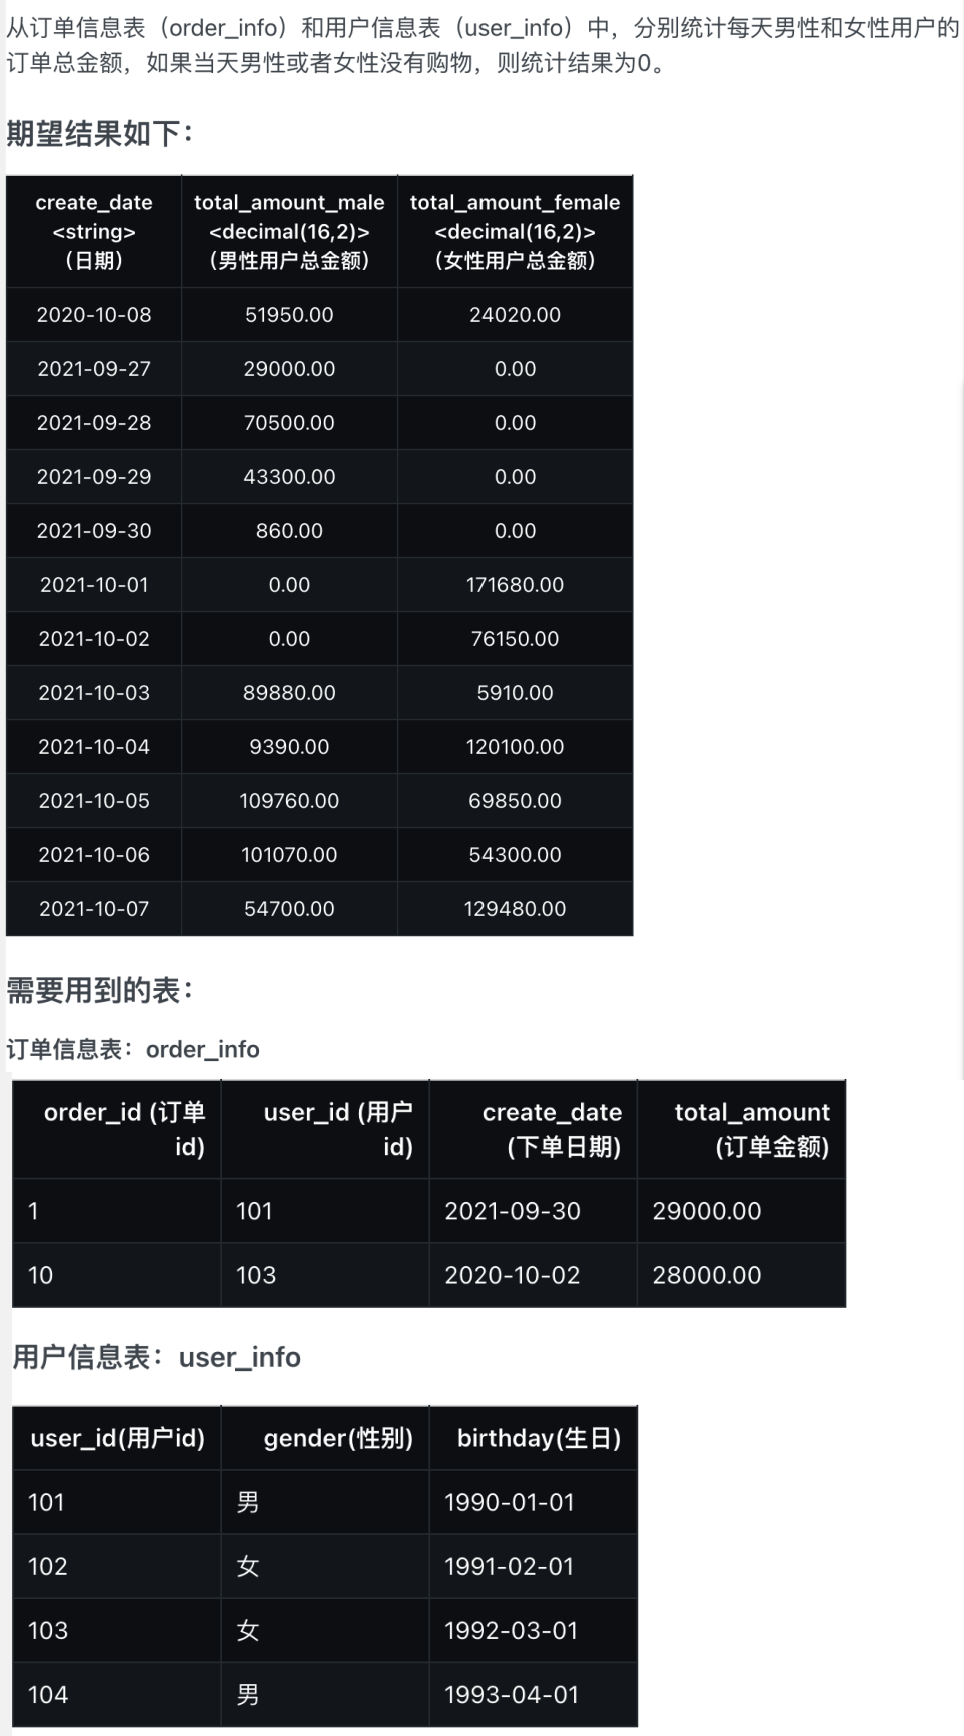 从订单信息表（order_info）和用户信息表（user_info）中，分别统计每天男性和女性用户的
订单总金额，如果当天男性或者女性没有购物，则统计结果为0。
期望结果如下：
create_date total_amount_male total_amount_female
<string> <decimal(16,2)> <decimal(16,2)>
（日期） （男性用户总金额） （女性用户总金额）
2020-10-08 51950.00 24020.00
2021-09-27 29000.00 0.00
2021-09-28 70500.00 0.00
2021-09-29 43300.00 0.00
2021-09-30 860.00 0.00
2021-10-01 0.00 171680.00
2021-10-02 0.00 76150.00
2021-10-03 89880.00 5910.00
2021-10-04 9390.00 120100.00
2021-10-05 109760.00 69850.00
2021-10-06 101070.00 54300.00
2021-10-07 54700.00 129480.00
需要用到的表：
订单信息表：order_info
order_id (订单 user_id (用户 create_date total_amount
id) id) (下单日期) (订单金额)
1 101 2021-09-30 29000.00
10 103 2020-10-02 28000.00
用户信息表：user_info
user_id(用户id) gender(性别) birthday(生日)
101 男 1990-01-01
102 女 1991-02-01
103 女 1992-03-01
104 男 1993-04-01